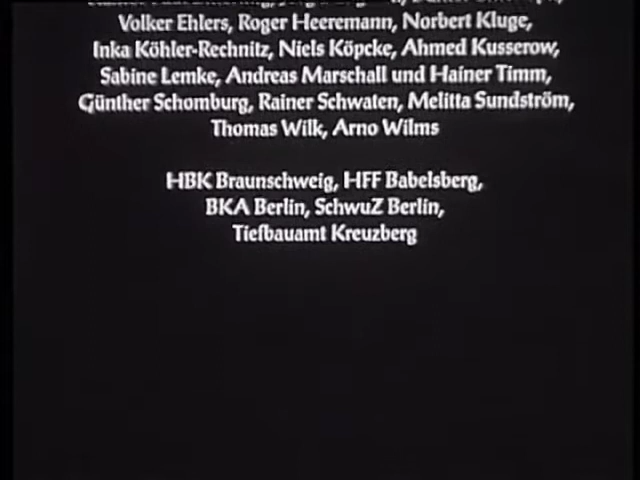 Volker Ehlers, Roger Heeremann, Norbert Kluge,
Inka Köhler-Rechnitz, Niels Köpcke, Ahmed Kusserow,
Sabine Lemke, Andreas Marschall und Hainer Timm,
Günther Schomburg, Rainer Schwaten, Melitta Sundström,
Thomas Wilk, Arno Wilms
HBK Braunschweig, HFF Babelsberg,
BKA Berlin, SchwuZ Berlin,
Tiefbauamt Kreuzberg